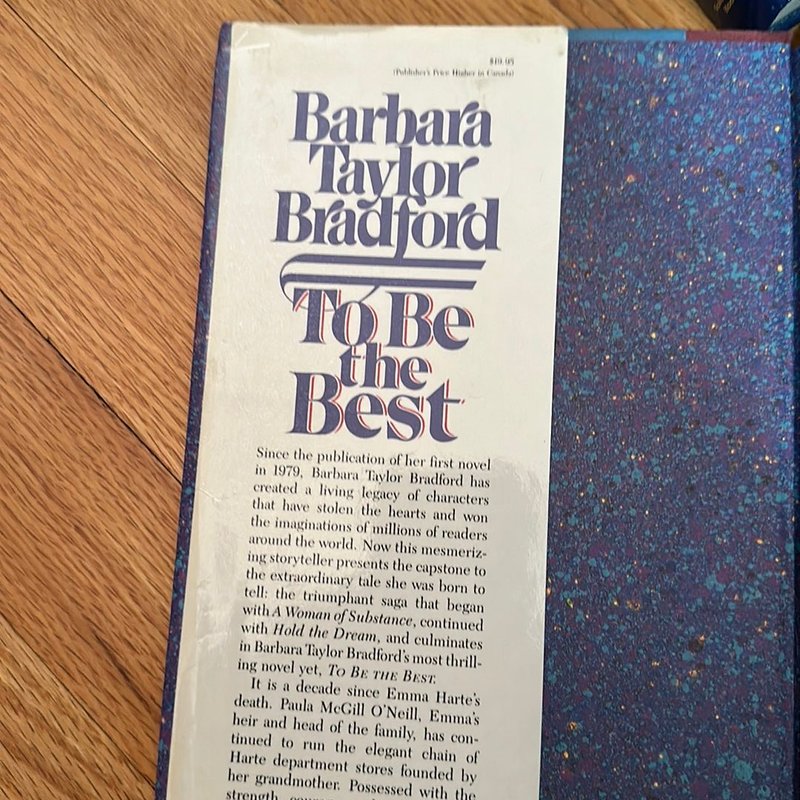 $19.95
(Publisher's Price Higher in Canada)
Barbara
Taylor
Bradford
To Be
the
Best
Since the publication of her first novel
in 1979, Barbara Taylor Bradford has
created a living legacy of characters
that have stolen the hearts and won
the imaginations of millions of readers
around the world. Now this mesmeriz-
ing storyteller presents the capstone to
the extraordinary tale she was born to
tell: the triumphant saga that began
with A Woman of Substance, continued
with Hold the Dream, and culminates
in Barbara Taylor Bradford's most thrill-
ing novel yet, TO BE THE BEST.
It is a decade since Emma Harte's
death. Paula McGill O'Neill, Emma's
heir and head of the family, has con-
tinued to run the elegant chain of
Harte department stores founded by
her grandmother. Possessed with the
strength